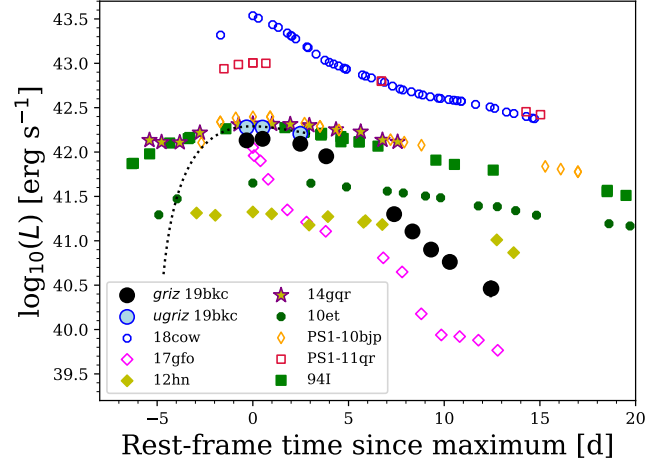 43.5
43.0
42.5
42.0
41.5
41.0
40.5
40.0
39.5
log₁₀(L) [erg s⁻¹]
griz 19bkc
ugriz 19bkc
18cow
17gfo
12hn
14gqr
10et
PS1-10bjp
PS1-11qr
94I
−5 0 5 10 15 20
Rest-frame time since maximum [d]